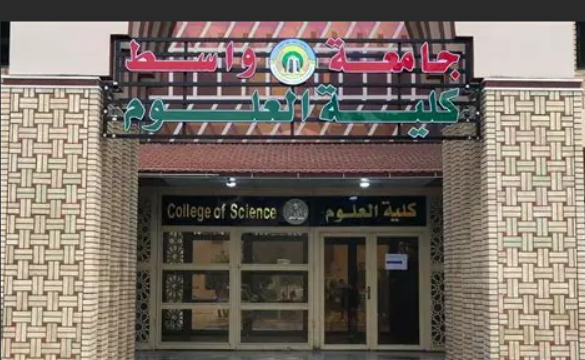 جامعة واسط
كلية العلوم
College of Science كلية العلوم